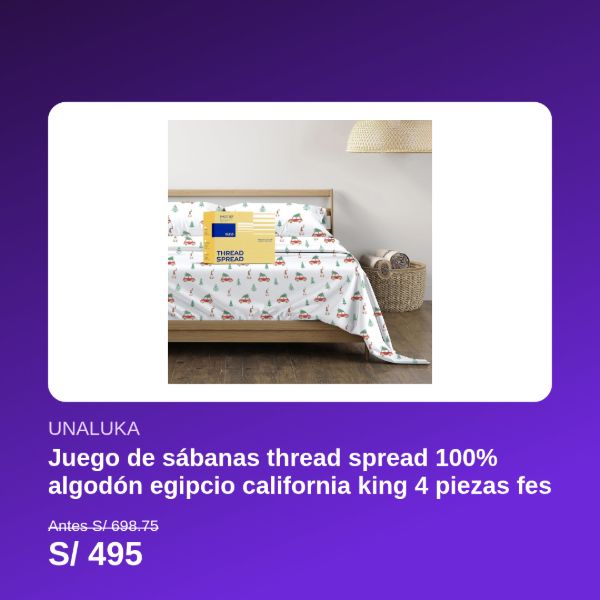 THREAD
SPREAD
UNALUKA
Juego de sábanas thread spread 100%
algodón egipcio california king 4 piezas fes
Antes S/ 698.75
S/ 495